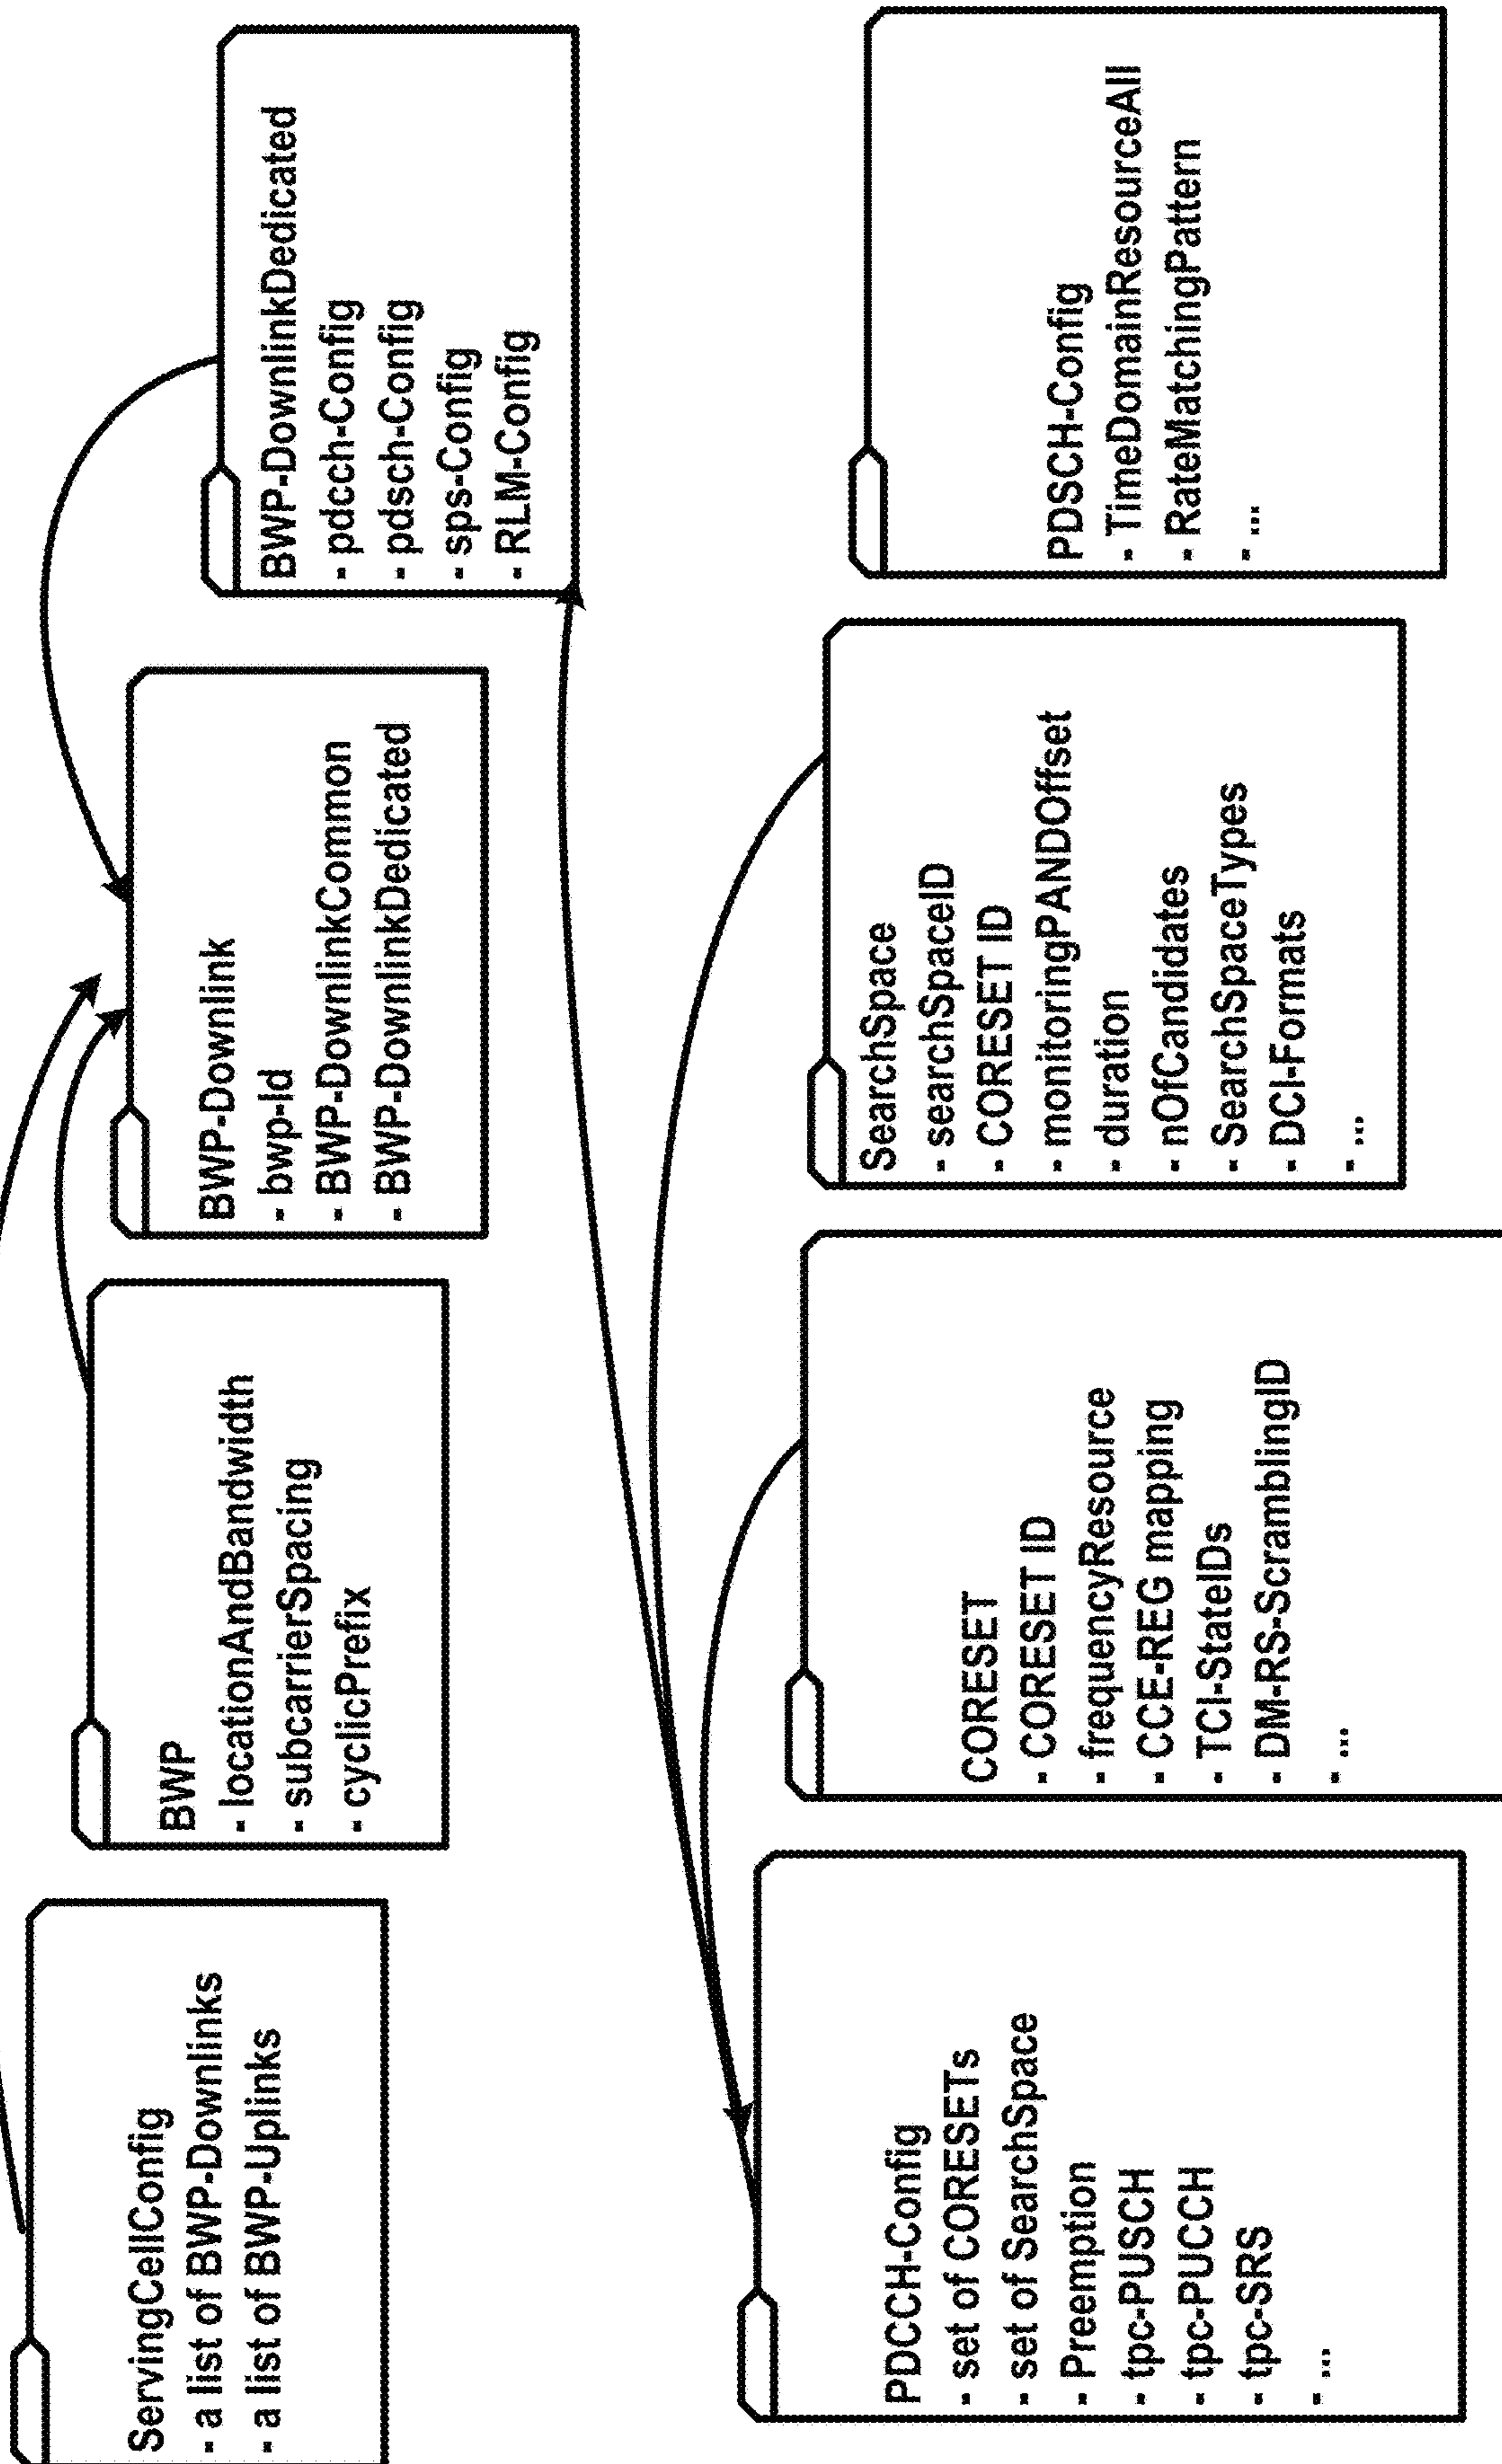 ServingCellConfig
- a list of BWP-Downlinks
- a list of BWP-Uplinks
BWP
- locationAndBandwidth
- subcarrierSpacing
- cyclicPrefix
BWP-Downlink
- bwp-Id
- BWP-DownlinkCommon
- BWP-DownlinkDedicated
BWP-DownlinkDedicated
- pdcch-Config
- pdsch-Config
- sps-Config
- RLM-Config
PDCCH-Config
- set of CORESETs
- set of SearchSpace
- Preemption
- tpc-PUSCH
- tpc-PUCCH
- tpc-SRS
- ...
CORESET
- CORESET ID
- frequencyResource
- CCE-REG mapping
- TCI-StateIDs
- DM-RS-ScramblingID
- ...
SearchSpace
- searchSpaceID
- CORESET ID
- monitoringPANDOffset
- duration
- nOfCandidates
- SearchSpaceTypes
- DCI-Formats
- ...
PDSCH-Config
- TimeDomainResourceAll
- RateMatchingPattern
- ...